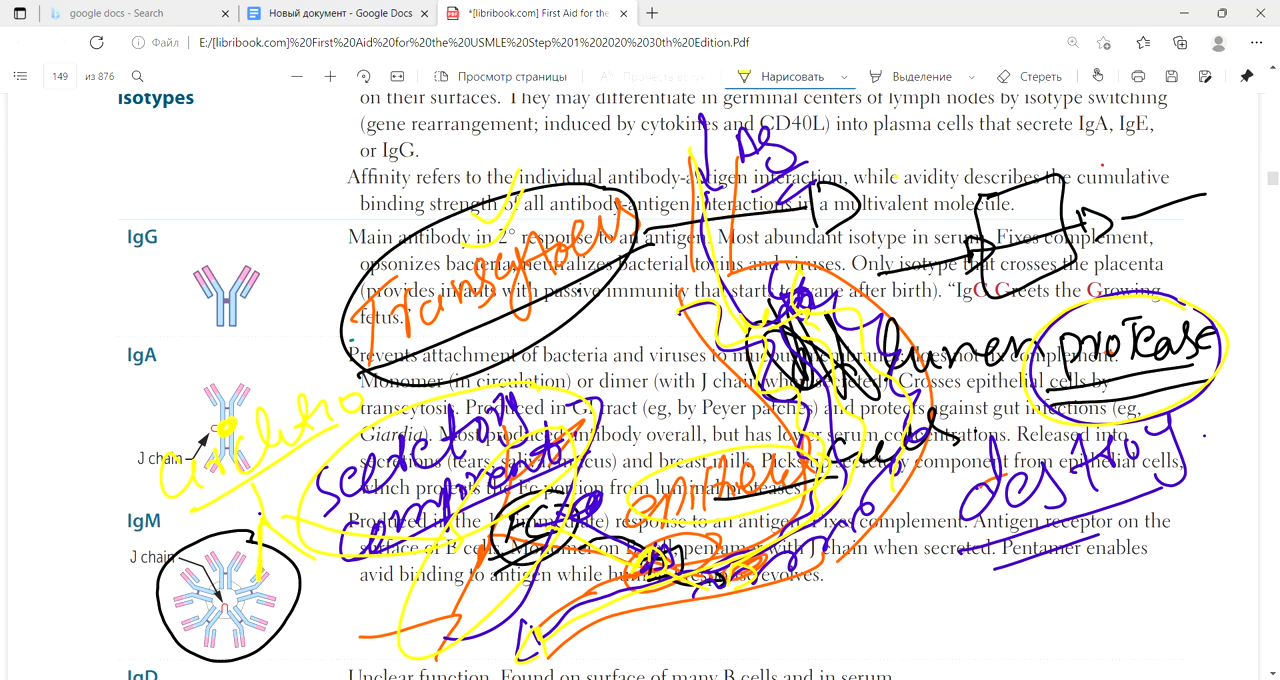 google docs - Search
Новый документ - Google Docs
*[libribook.com] First Aid for the
Файл
E:/[libribook.com]%20First%20Aid%20for%20the%20USMLE%20Step%201%202020%2030th%20Edition.Pdf
149 из 876
Просмотр страницы
Прочесть вслух
Нарисовать
Выделение
Стереть
Isotypes
on their surfaces. They may differentiate in germinal centers of lymph nodes by isotype switching
(gene rearrangement; induced by cytokines and CD40L) into plasma cells that secrete IgA, IgE,
or IgG.
Affinity refers to the individual antibody-antigen interaction, while avidity describes the cumulative
binding strength of all antibody-antigen interactions in a multivalent molecule.
IgG
Main antibody in 2° response to an antigen. Most abundant isotype in serum. Fixes complement,
opsonizes bacteria, neutralizes bacterial toxins and viruses. Only isotype that crosses the placenta
(provides infants with passive immunity that starts to wane after birth). “IgG Greets the Growing
fetus.”
IgA
J chain
Prevents attachment of bacteria and viruses to mucous membranes; does not fix complement.
Monomer (in circulation) or dimer (with J chain when secreted). Crosses epithelial cells by
transcytosis. Produced in GI tract (eg, by Peyer patches) and protects against gut infections (eg,
Giardia). Most produced antibody overall, but has lower serum concentrations. Released into
secretions (tears, saliva, mucus) and breast milk. Picks up secretory component from epithelial cells,
which protects the Fc portion from luminal proteases.
IgM
J chain
Produced in the 1° (immediate) response to an antigen. Fixes complement. Antigen receptor on the
surface of B cells. Monomer on B cell, pentamer with J chain when secreted. Pentamer enables
avid binding to antigen while humoral response evolves.
IgD
Unclear function. Found on surface of many B cells and in serum.
Ag
lumen
protease
destroy
cells